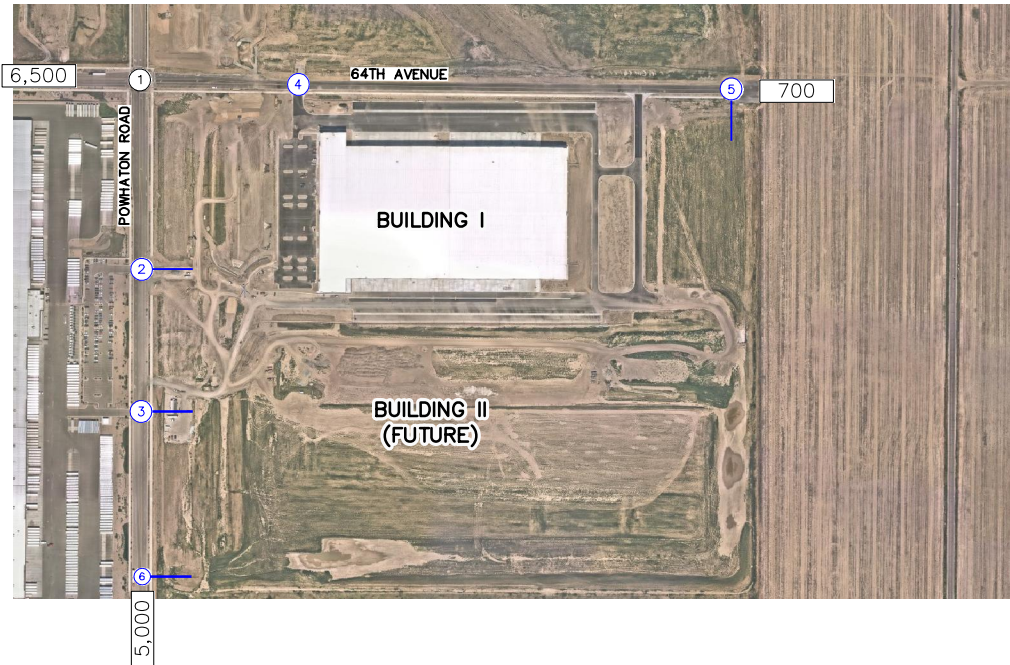 6,500
1
4
64TH AVENUE
5
700
POWHATON ROAD
BUILDING I
2
3
BUILDING II
(FUTURE)
6
5,000